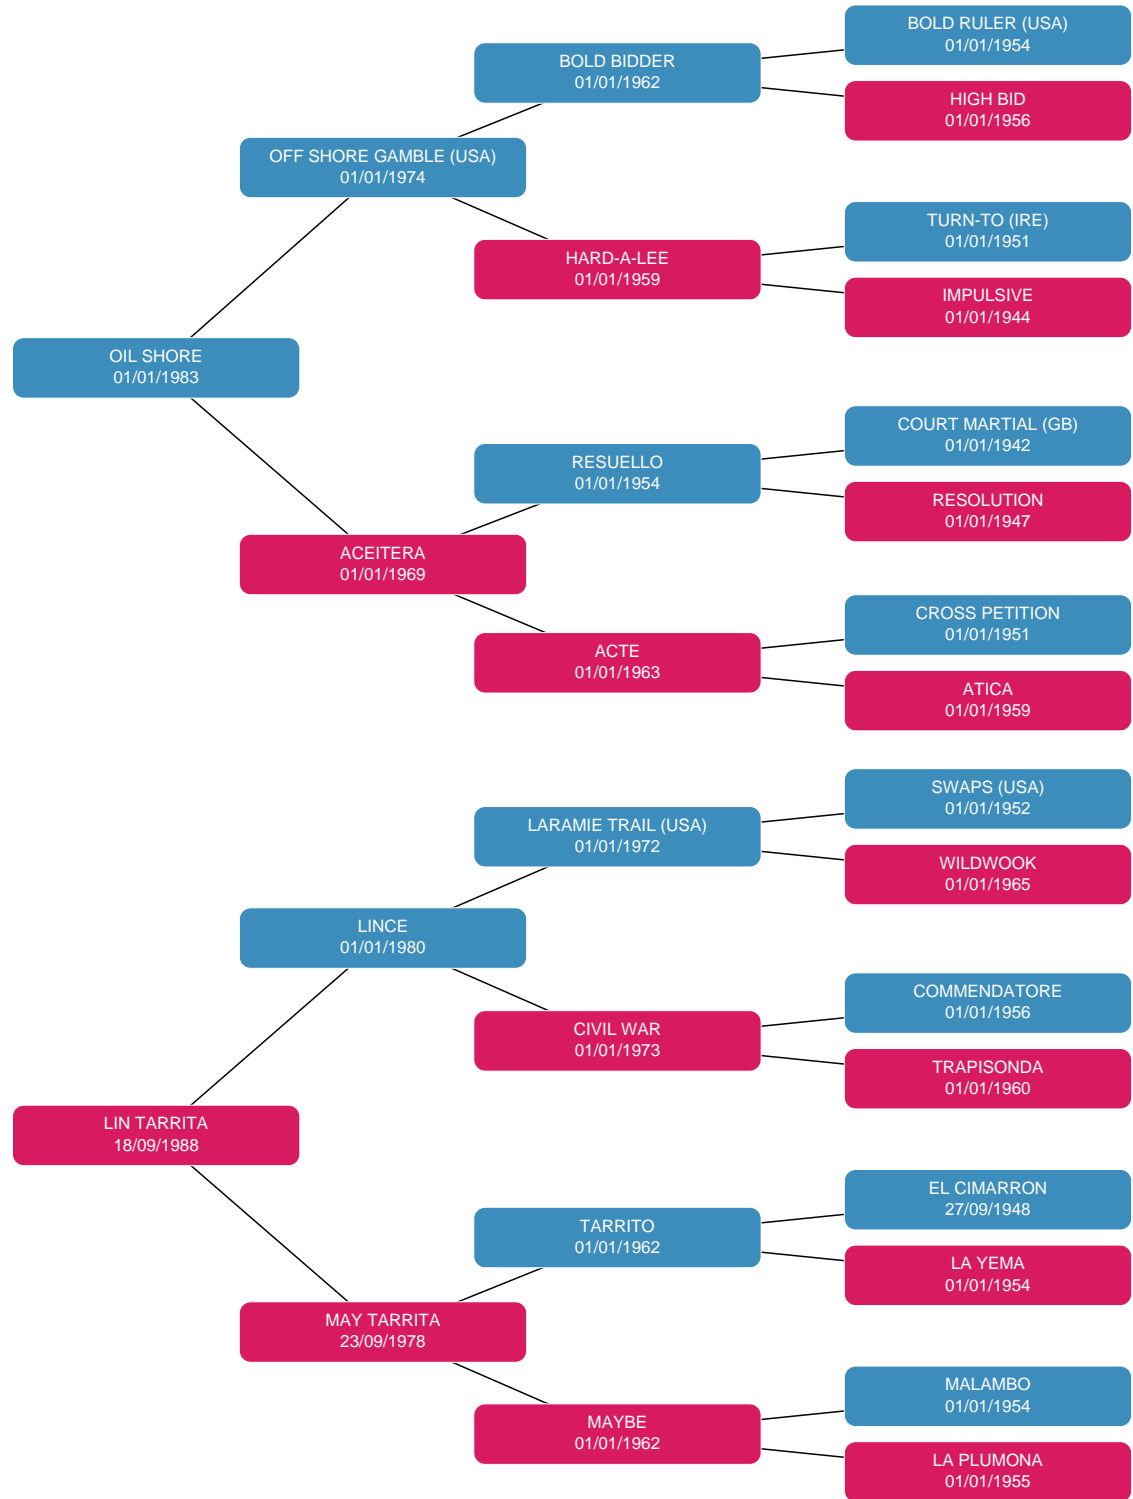 BOLD RULER (USA)
01/01/1954
BOLD BIDDER
01/01/1962
HIGH BID
01/01/1956
OFF SHORE GAMBLE (USA)
01/01/1974
TURN-TO (IRE)
01/01/1951
HARD-A-LEE
01/01/1959
IMPULSIVE
01/01/1944
OIL SHORE
01/01/1983
COURT MARTIAL (GB)
01/01/1942
RESUELLO
01/01/1954
RESOLUTION
01/01/1947
ACEITERA
01/01/1969
CROSS PETITION
01/01/1951
ACTE
01/01/1963
ATICA
01/01/1959
SWAPS (USA)
01/01/1952
LARAMIE TRAIL (USA)
01/01/1972
WILDWOOK
01/01/1965
LINCE
01/01/1980
COMMENDATORE
01/01/1956
CIVIL WAR
01/01/1973
TRAPISONDA
01/01/1960
LIN TARRITA
18/09/1988
EL CIMARRON
27/09/1948
TARRITO
01/01/1962
LA YEMA
01/01/1954
MAY TARRITA
23/09/1978
MALAMBO
01/01/1954
MAYBE
01/01/1962
LA PLUMONA
01/01/1955